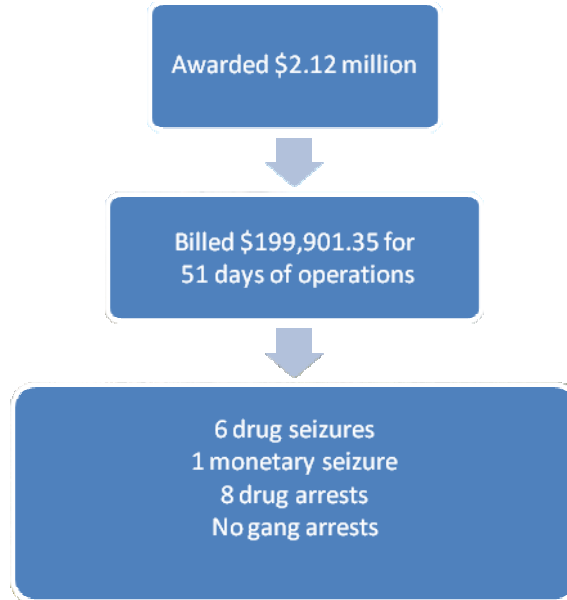 Awarded $2.12 million
Billed $199,901.35 for
51 days of operations
6 drug seizures
1 monetary seizure
8 drug arrests
No gang arrests